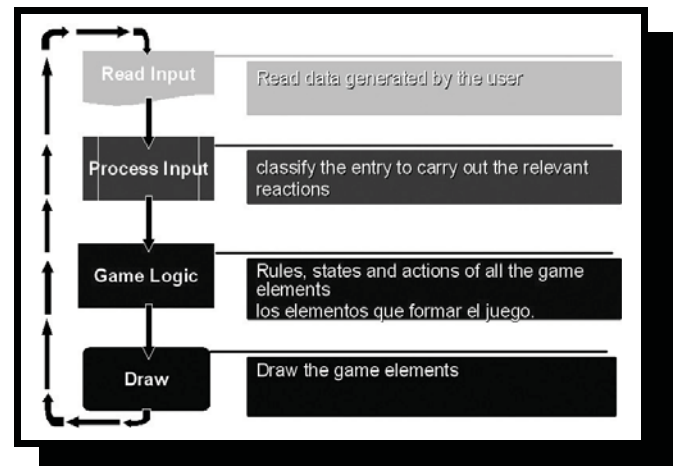 Read Input
Read data generated by the user
Process Input
classify the entry to carry out the relevant
reactions
Game Logic
Rules, states and actions of all the game
elements
los elementos que formar el juego.
Draw
Draw the game elements